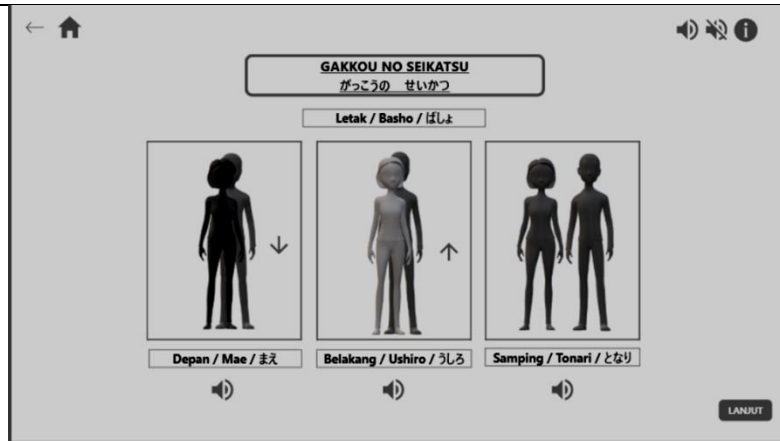 GAKKOU NO SEIKATSU
がっこうの　せいかつ
Letak / Basho / ばしょ
Depan / Mae / まえ
Belakang / Ushiro / うしろ
Samping / Tonari / となり
LANJUT